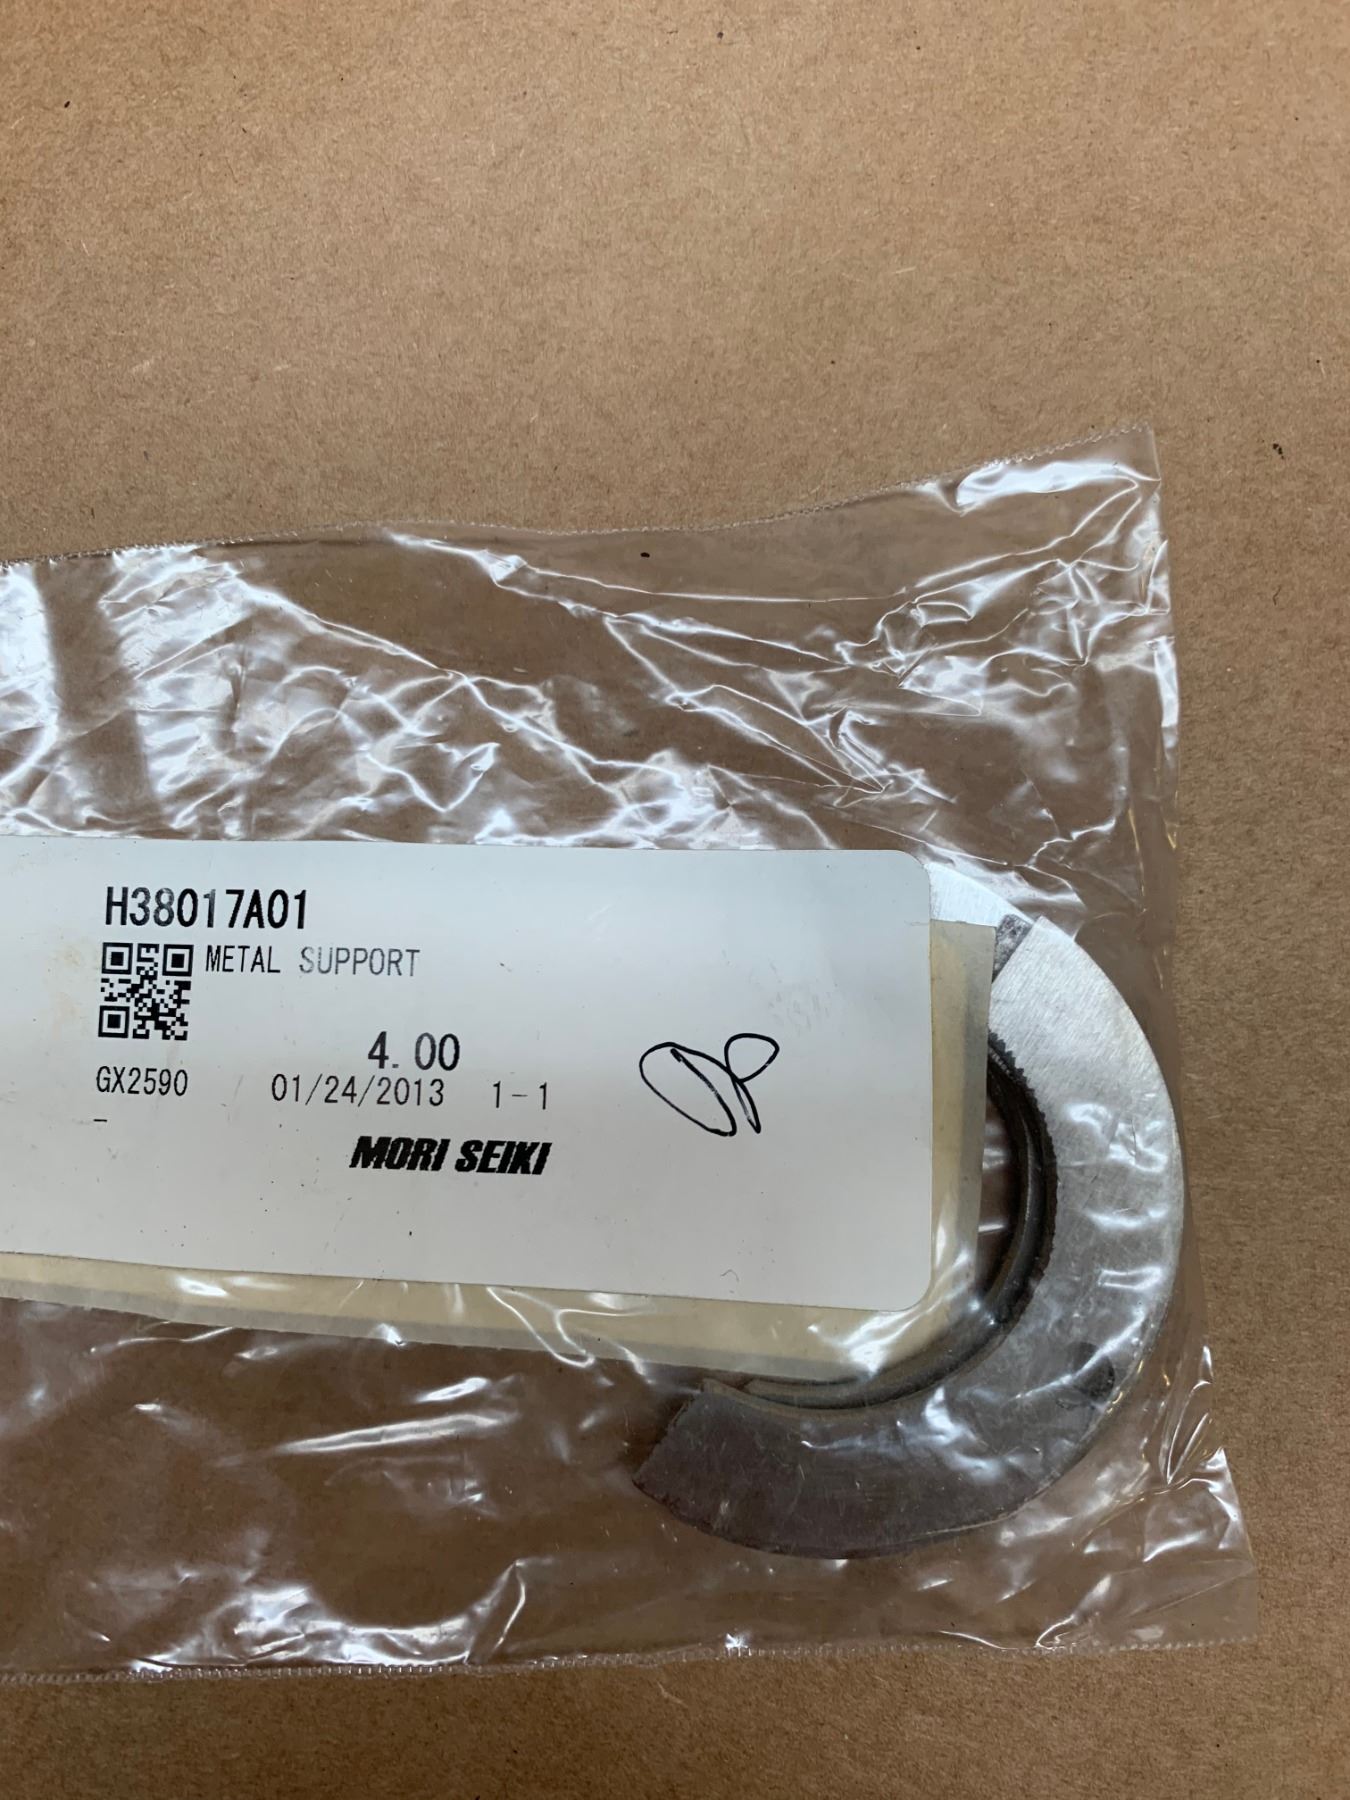 H38017A01
METAL SUPPORT
4.00
GX2590 01/24/2013 1-1
-
MORI SEIKI